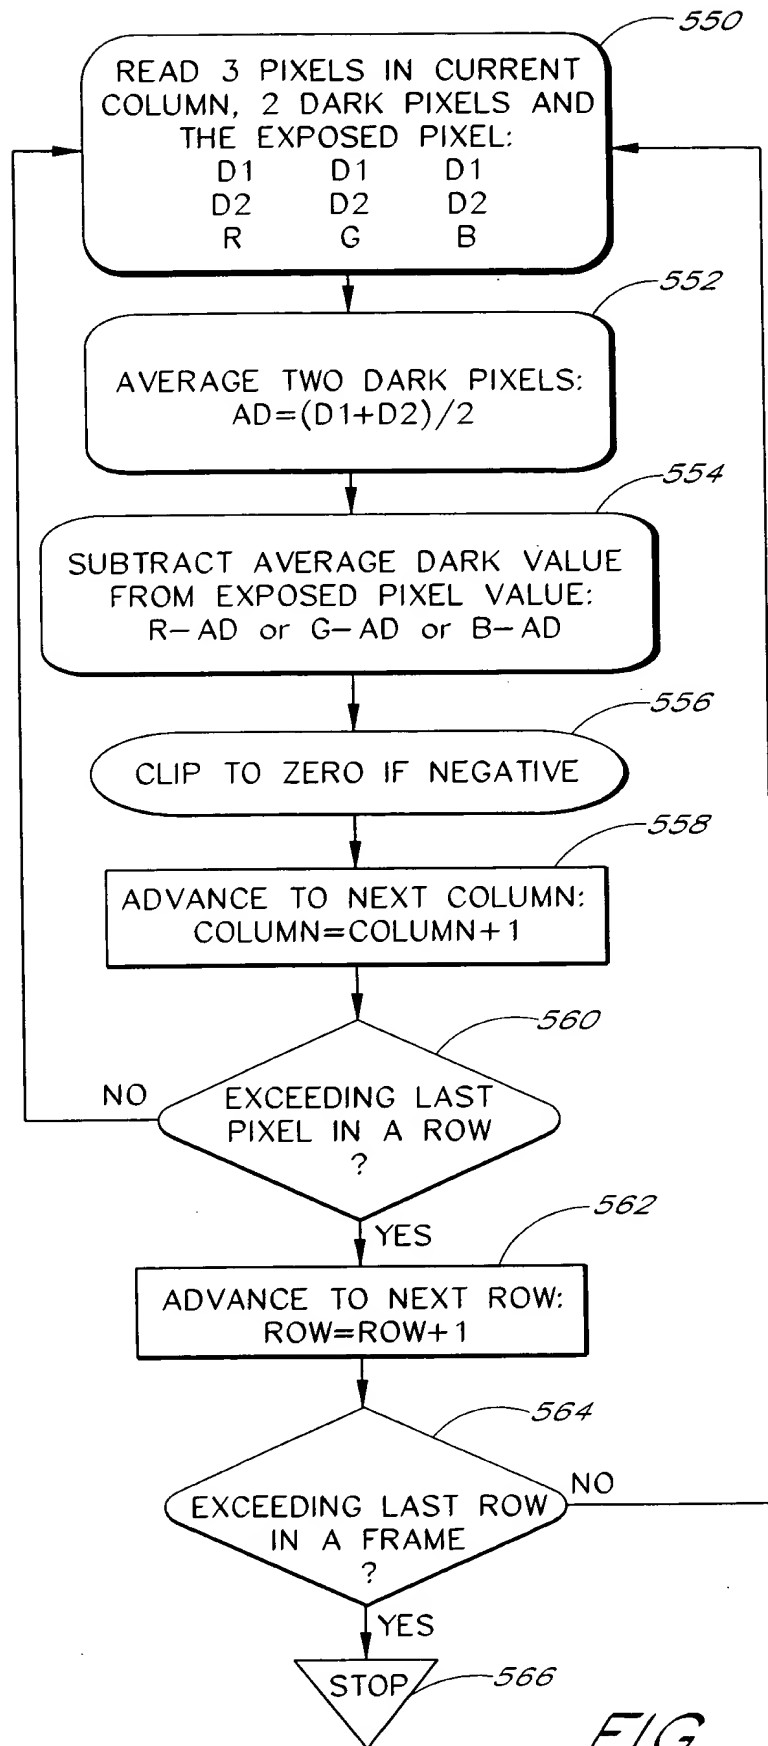 550
READ 3 PIXELS IN CURRENT
COLUMN, 2 DARK PIXELS AND
THE EXPOSED PIXEL:
D1 D1 D1
D2 D2 D2
R G B
552
AVERAGE TWO DARK PIXELS:
AD=(D1+D2)/2
554
SUBTRACT AVERAGE DARK VALUE
FROM EXPOSED PIXEL VALUE:
R-AD or G-AD or B-AD
556
CLIP TO ZERO IF NEGATIVE
558
ADVANCE TO NEXT COLUMN:
COLUMN=COLUMN+1
560
NO
EXCEEDING LAST
PIXEL IN A ROW
?
YES
562
ADVANCE TO NEXT ROW:
ROW=ROW+1
564
NO
EXCEEDING LAST ROW
IN A FRAME
?
YES
STOP
566
FIG